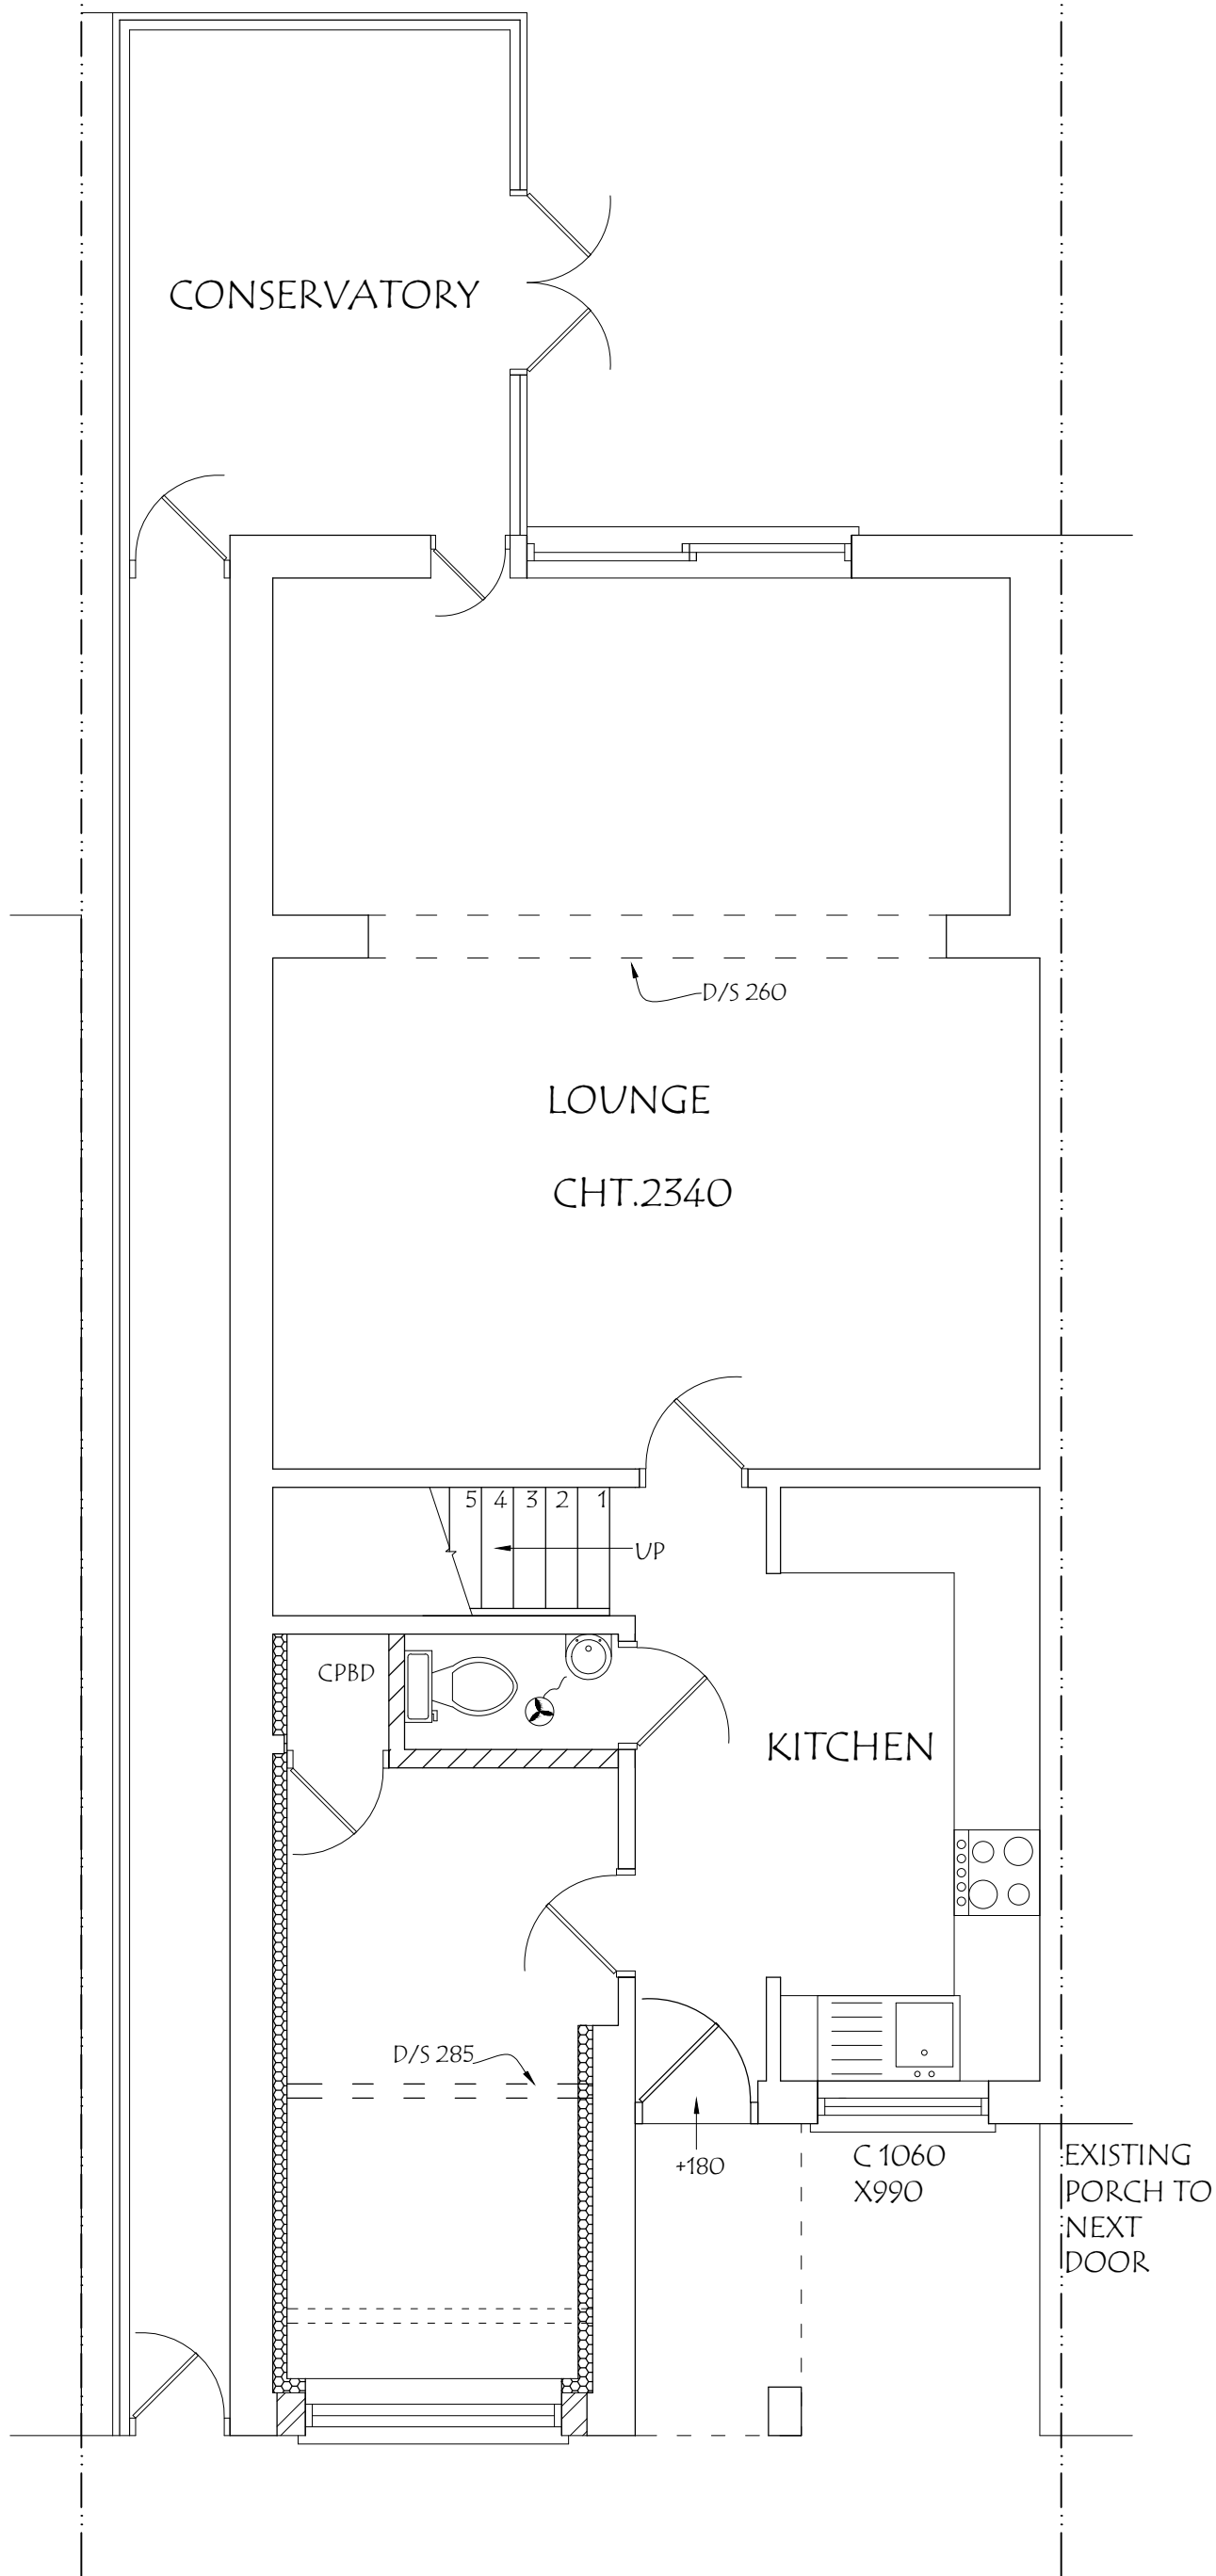 CONSERVATORY
D/S 260
LOUNGE
CHT.2340
5 4 3 2 1
UP
CPBD
KITCHEN
D/S 285
+180
C 1060
X990
EXISTING
PORCH TO
NEXT
DOOR